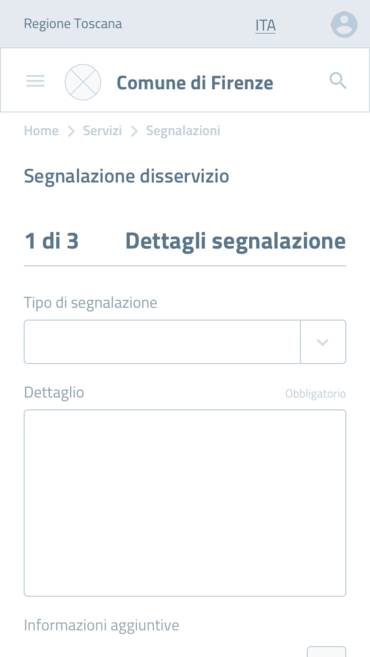 Regione Toscana ITA
Comune di Firenze
Home Servizi Segnalazioni
Segnalazione disservizio
1 di 3 Dettagli segnalazione
Tipo di segnalazione
Dettaglio Obbligatorio
Informazioni aggiuntive